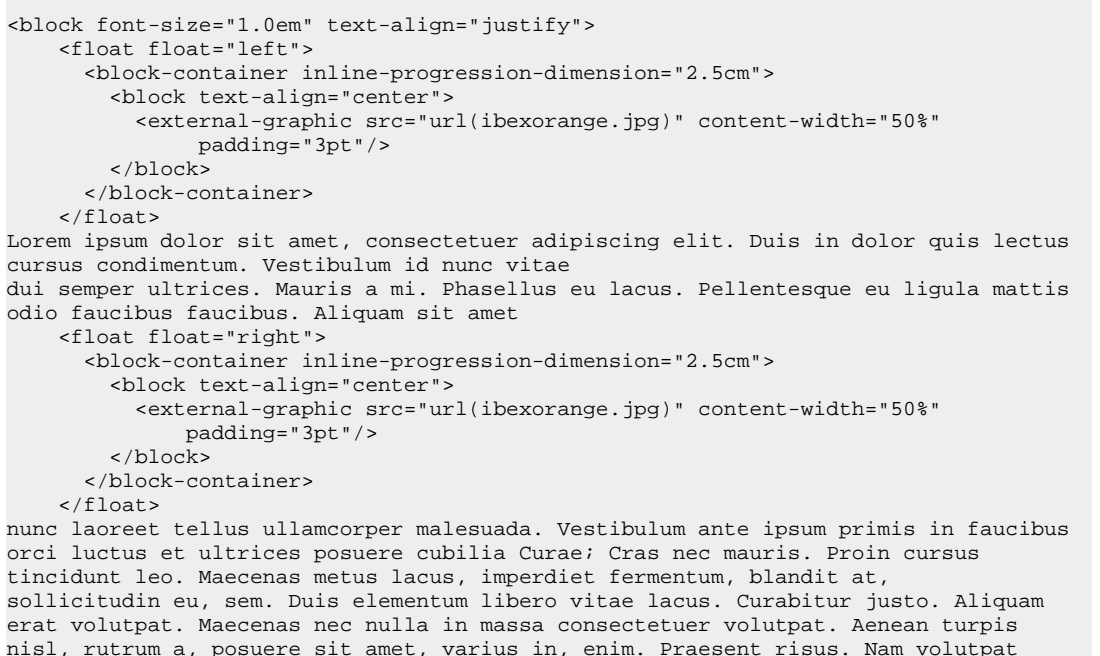 <block font-size="1.0em" text-align="justify">
    <float float="left">
      <block-container inline-progression-dimension="2.5cm">
        <block text-align="center">
          <external-graphic src="url(ibexorange.jpg)" content-width="50%"
               padding="3pt"/>
        </block>
      </block-container>
    </float>
Lorem ipsum dolor sit amet, consectetuer adipiscing elit. Duis in dolor quis lectus
cursus condimentum. Vestibulum id nunc vitae
dui semper ultrices. Mauris a mi. Phasellus eu lacus. Pellentesque eu ligula mattis
odio faucibus faucibus. Aliquam sit amet
    <float float="right">
      <block-container inline-progression-dimension="2.5cm">
        <block text-align="center">
          <external-graphic src="url(ibexorange.jpg)" content-width="50%"
              padding="3pt"/>
        </block>
      </block-container>
    </float>
nunc laoreet tellus ullamcorper malesuada. Vestibulum ante ipsum primis in faucibus
orci luctus et ultrices posuere cubilia Curae; Cras nec mauris. Proin cursus
tincidunt leo. Maecenas metus lacus, imperdiet fermentum, blandit at,
sollicitudin eu, sem. Duis elementum libero vitae lacus. Curabitur justo. Aliquam
erat volutpat. Maecenas nec nulla in massa consectetuer volutpat. Aenean turpis
nisl, rutrum a, posuere sit amet, varius in, enim. Praesent risus. Nam volutpat